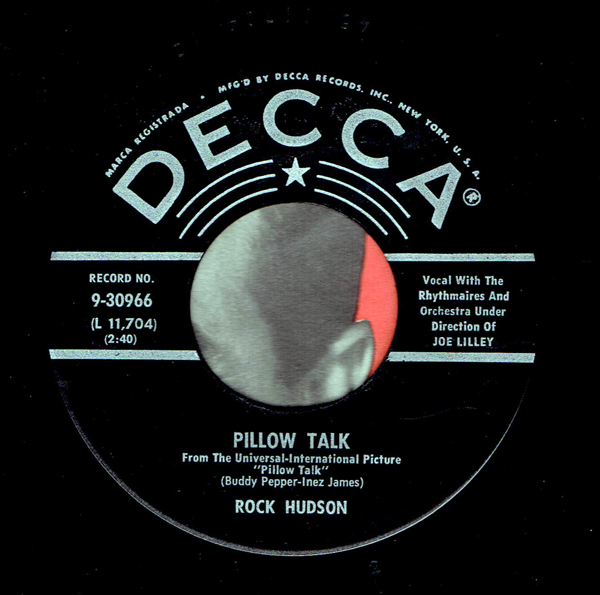 MARCA REGISTRADA • MFG'D BY DECCA RECORDS, INC., NEW YORK, U. S. A.
DECCA®
RECORD NO.
9-30966
(L 11,704)
(2:40)
Vocal With The
Rhythmaires And
Orchestra Under
Direction Of
JOE LILLEY
PILLOW TALK
From The Universal-International Picture
"Pillow Talk"
(Buddy Pepper-Inez James)
ROCK HUDSON